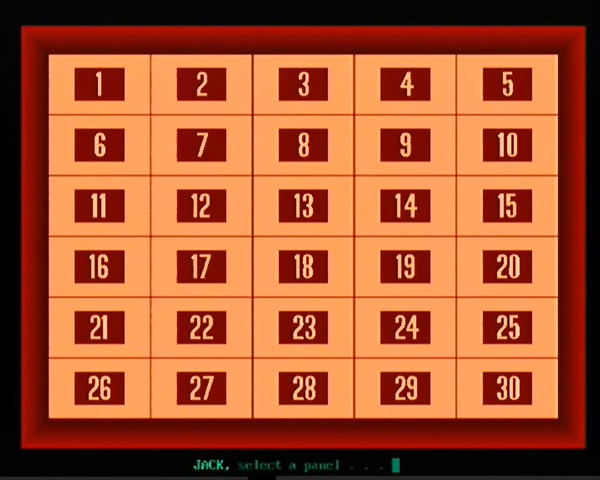 1 2 3 4 5
6 7 8 9 10
11 12 13 14 15
16 17 18 19 20
21 22 23 24 25
26 27 28 29 30
JACK, select a panel . . . .